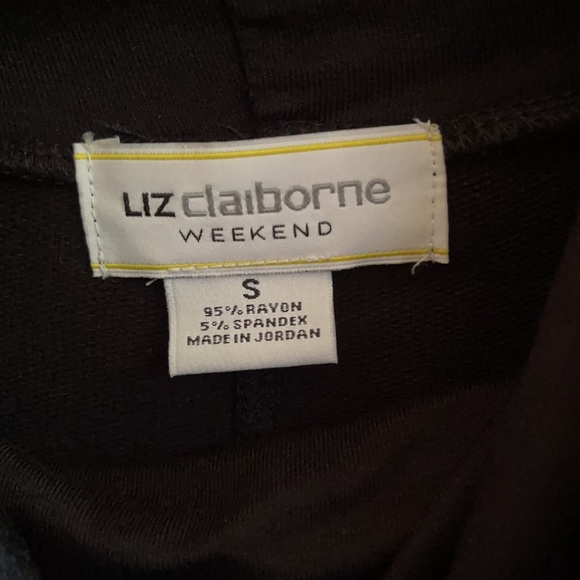 LIZ claiborne
WEEKEND
S
95% RAYON
5% SPANDEX
MADE IN JORDAN